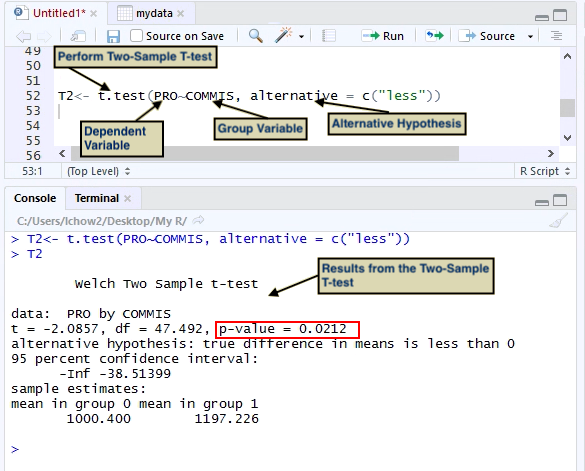 Untitled1* × mydata ×
Source on Save Run Source
49
50 Perform Two-Sample T-test
51
52 T2<- t.test(PRO~COMMIS, alternative = c("less"))
53
54 Dependent Variable Group Variable Alternative Hypothesis
55
56
53:1 (Top Level) R Script
Console Terminal ×
C:/Users/lchow2/Desktop/My R/
> T2<- t.test(PRO~COMMIS, alternative = c("less"))
> T2
Welch Two Sample t-test
Results from the Two-Sample
T-test
data: PRO by COMMIS
t = -2.0857, df = 47.492, p-value = 0.0212
alternative hypothesis: true difference in means is less than 0
95 percent confidence interval:
-Inf -38.51399
sample estimates:
mean in group 0 mean in group 1
1000.400 1197.226
>